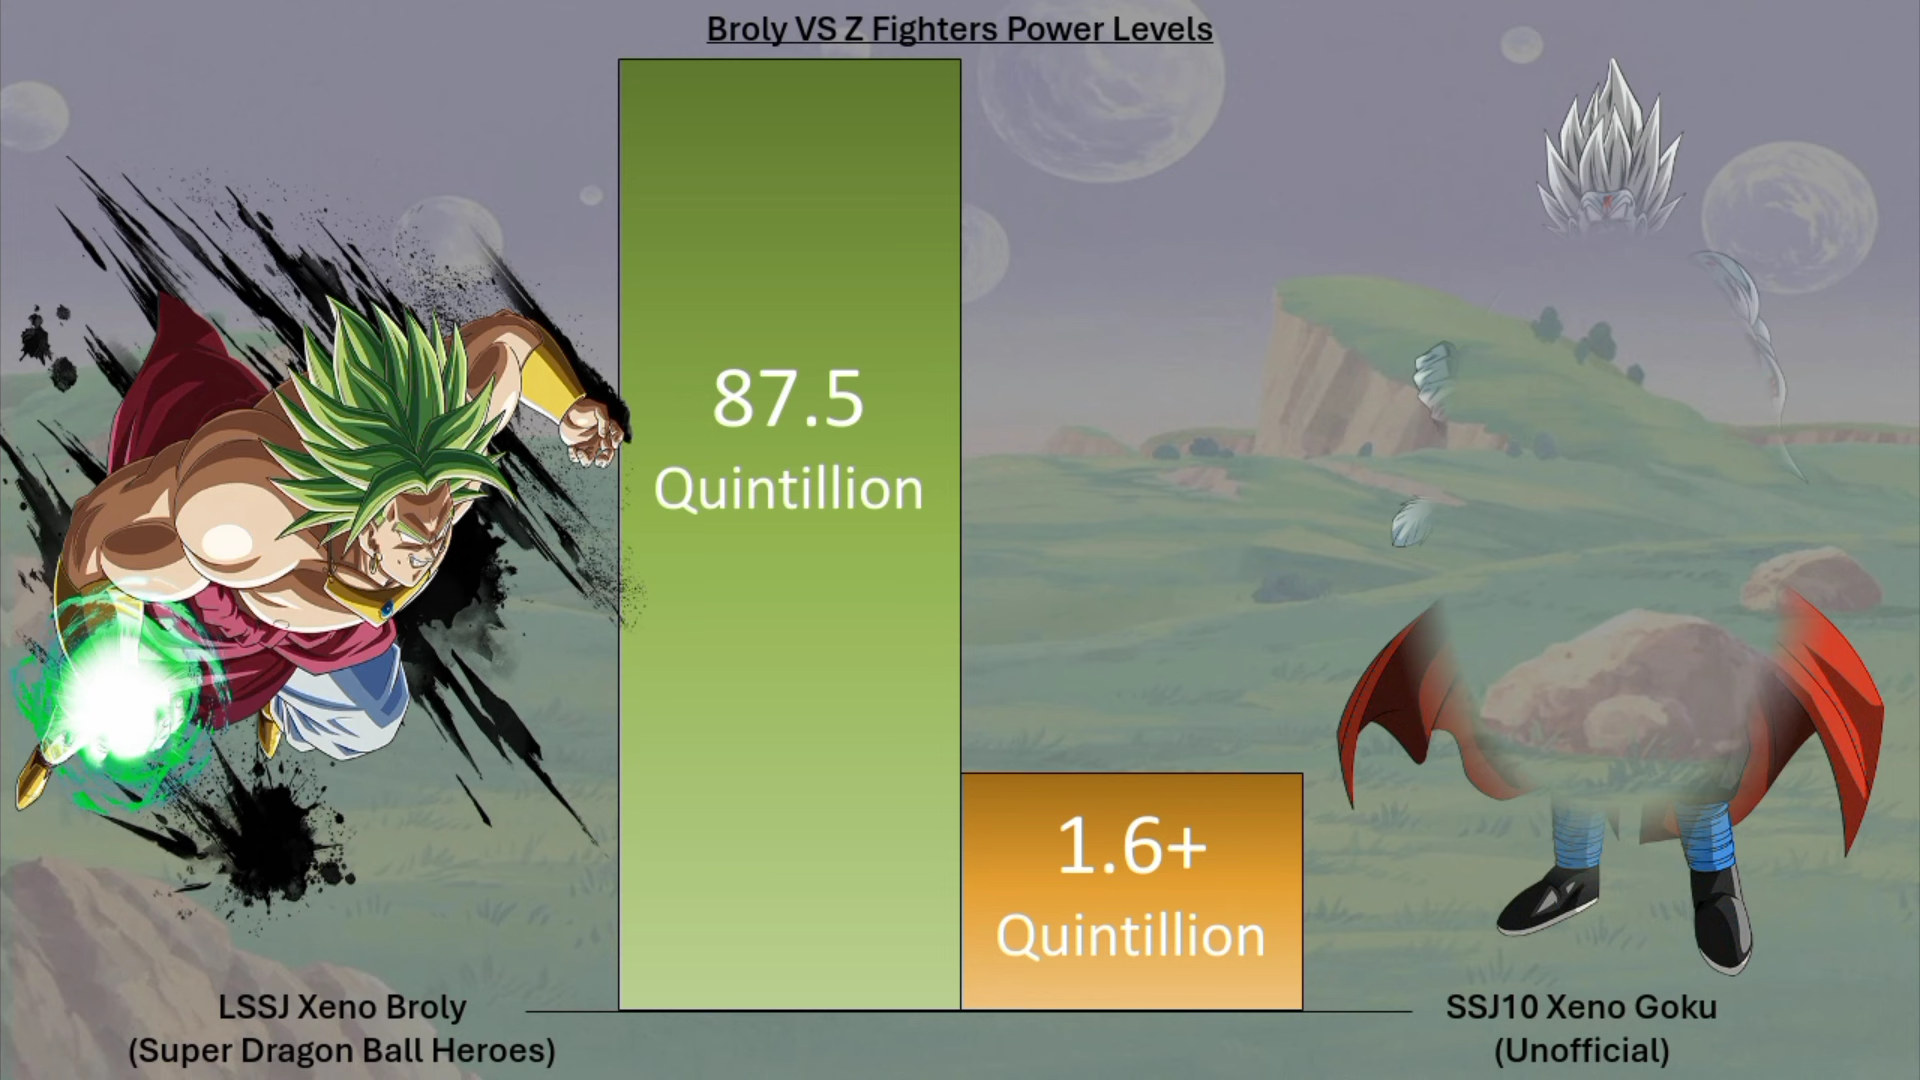 Broly VS Z Fighters Power Levels
87.5
Quintillion
1.6+
Quintillion
LSSJ Xeno Broly
(Super Dragon Ball Heroes)
SSJ10 Xeno Goku
(Unofficial)